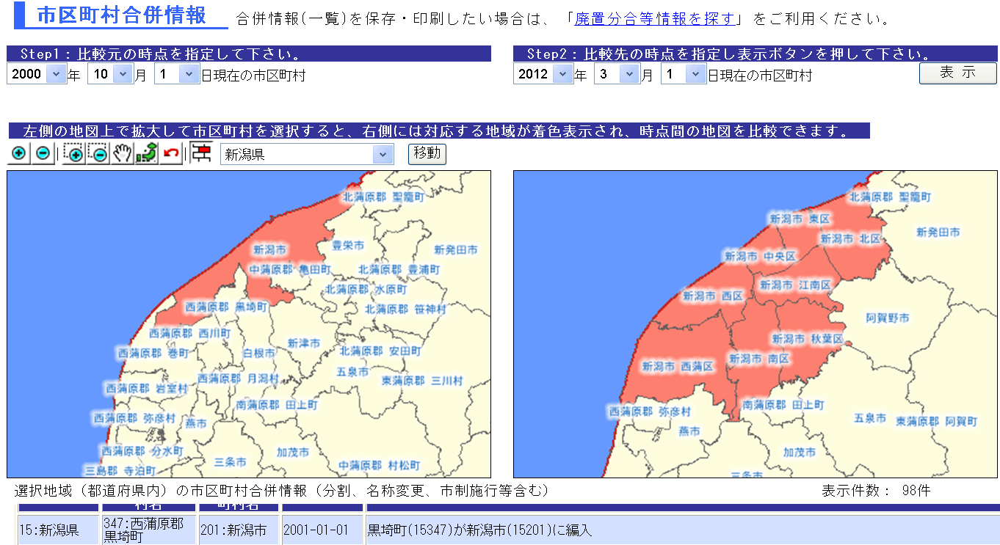 市区町村合併情報 合併情報(一覧)を保存・印刷したい場合は、「廃置分合等情報を探す」をご利用ください。
Step1：比較元の時点を指定して下さい。
2000 年 10 月 1 日現在の市区町村
Step2：比較先の時点を指定し表示ボタンを押して下さい。
2012 年 3 月 1 日現在の市区町村 表 示
左側の地図上で拡大して市区町村を選択すると、右側には対応する地域が着色表示され、時点間の地図を比較できます。
新潟県 移動
北蒲原郡 聖籠町
新潟市
豊栄市
新発田市
中蒲原郡 亀田町
北蒲原郡 豊浦町
北蒲原郡 水原町
西蒲原郡 黒埼町
北蒲原郡 笹神村
西蒲原郡 西川町
新津市
西蒲原郡 巻町
白根市
北蒲原郡 安田町
五泉市
西蒲原郡 月潟村
東蒲原郡 三川村
西蒲原郡 岩室村
南蒲原郡 田上町
西蒲原郡 弥彦村
燕市
西蒲原郡 分水町
加茂市
三条市
中蒲原郡 村松町
三島郡 寺泊町
北蒲原郡 聖籠町
新潟市 東区
新発田市
新潟市 北区
新潟市 中央区
新潟市 江南区
新潟市 西区
阿賀野市
新潟市 秋葉区
新潟市 南区
新潟市 西蒲区
南蒲原郡 田上町
西蒲原郡 弥彦村
五泉市
東蒲原郡 阿賀町
燕市
加茂市
三条市
選択地域（都道府県内）の市区町村合併情報（分割、名称変更、市制施行等含む） 表示件数： 98件
村名 町村名
15:新潟県 347:西蒲原郡 201:新潟市 2001-01-01 黒埼町(15347)が新潟市(15201)に編入
黒埼町